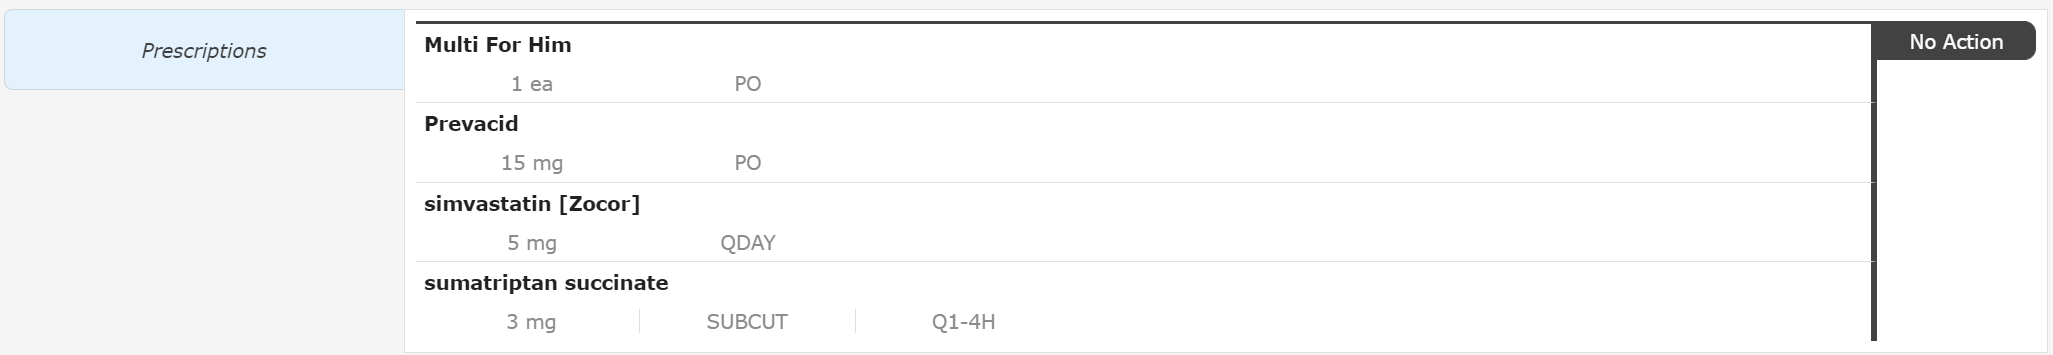 Prescriptions
No Action
Multi For Him
1 ea PO
Prevacid
15 mg PO
simvastatin [Zocor]
5 mg QDAY
sumatriptan succinate
3 mg SUBCUT Q1-4H